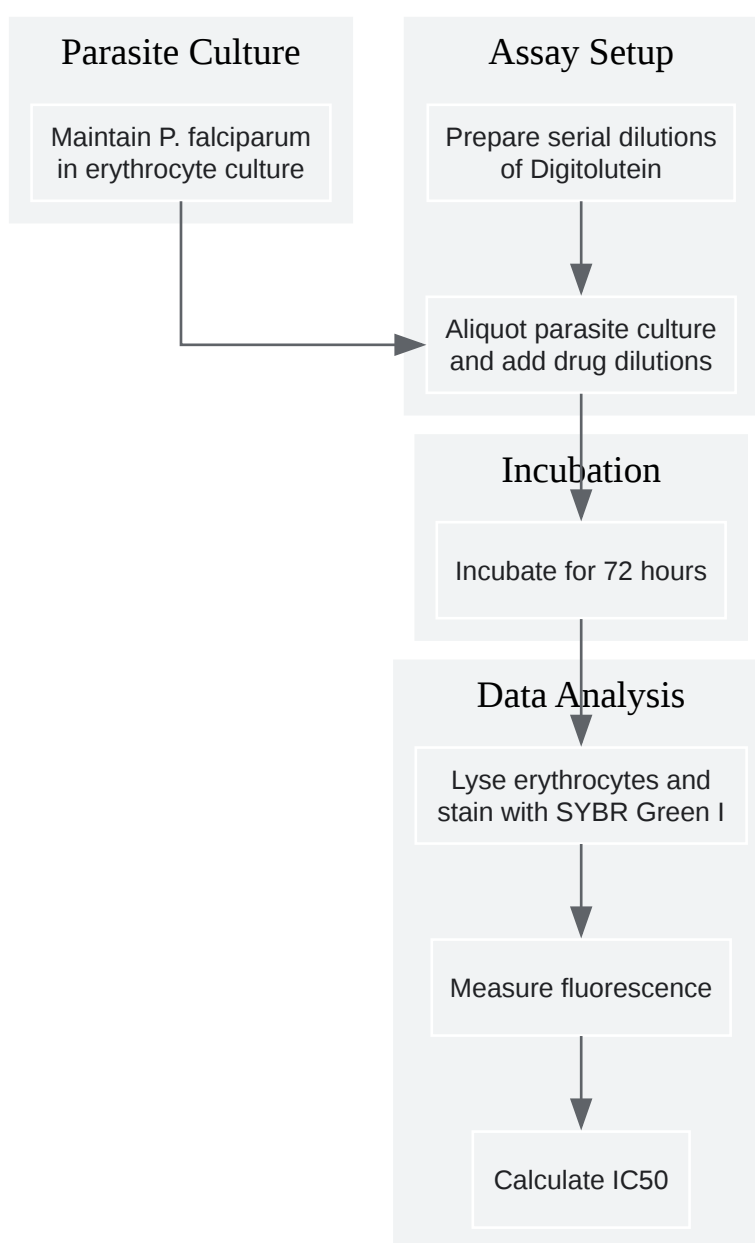 Parasite Culture
Maintain P. falciparum
in erythrocyte culture
Assay Setup
Prepare serial dilutions
of Digitolutein
Aliquot parasite culture
and add drug dilutions
Incubation
Incubate for 72 hours
Data Analysis
Lyse erythrocytes and
stain with SYBR Green I
Measure fluorescence
Calculate IC50